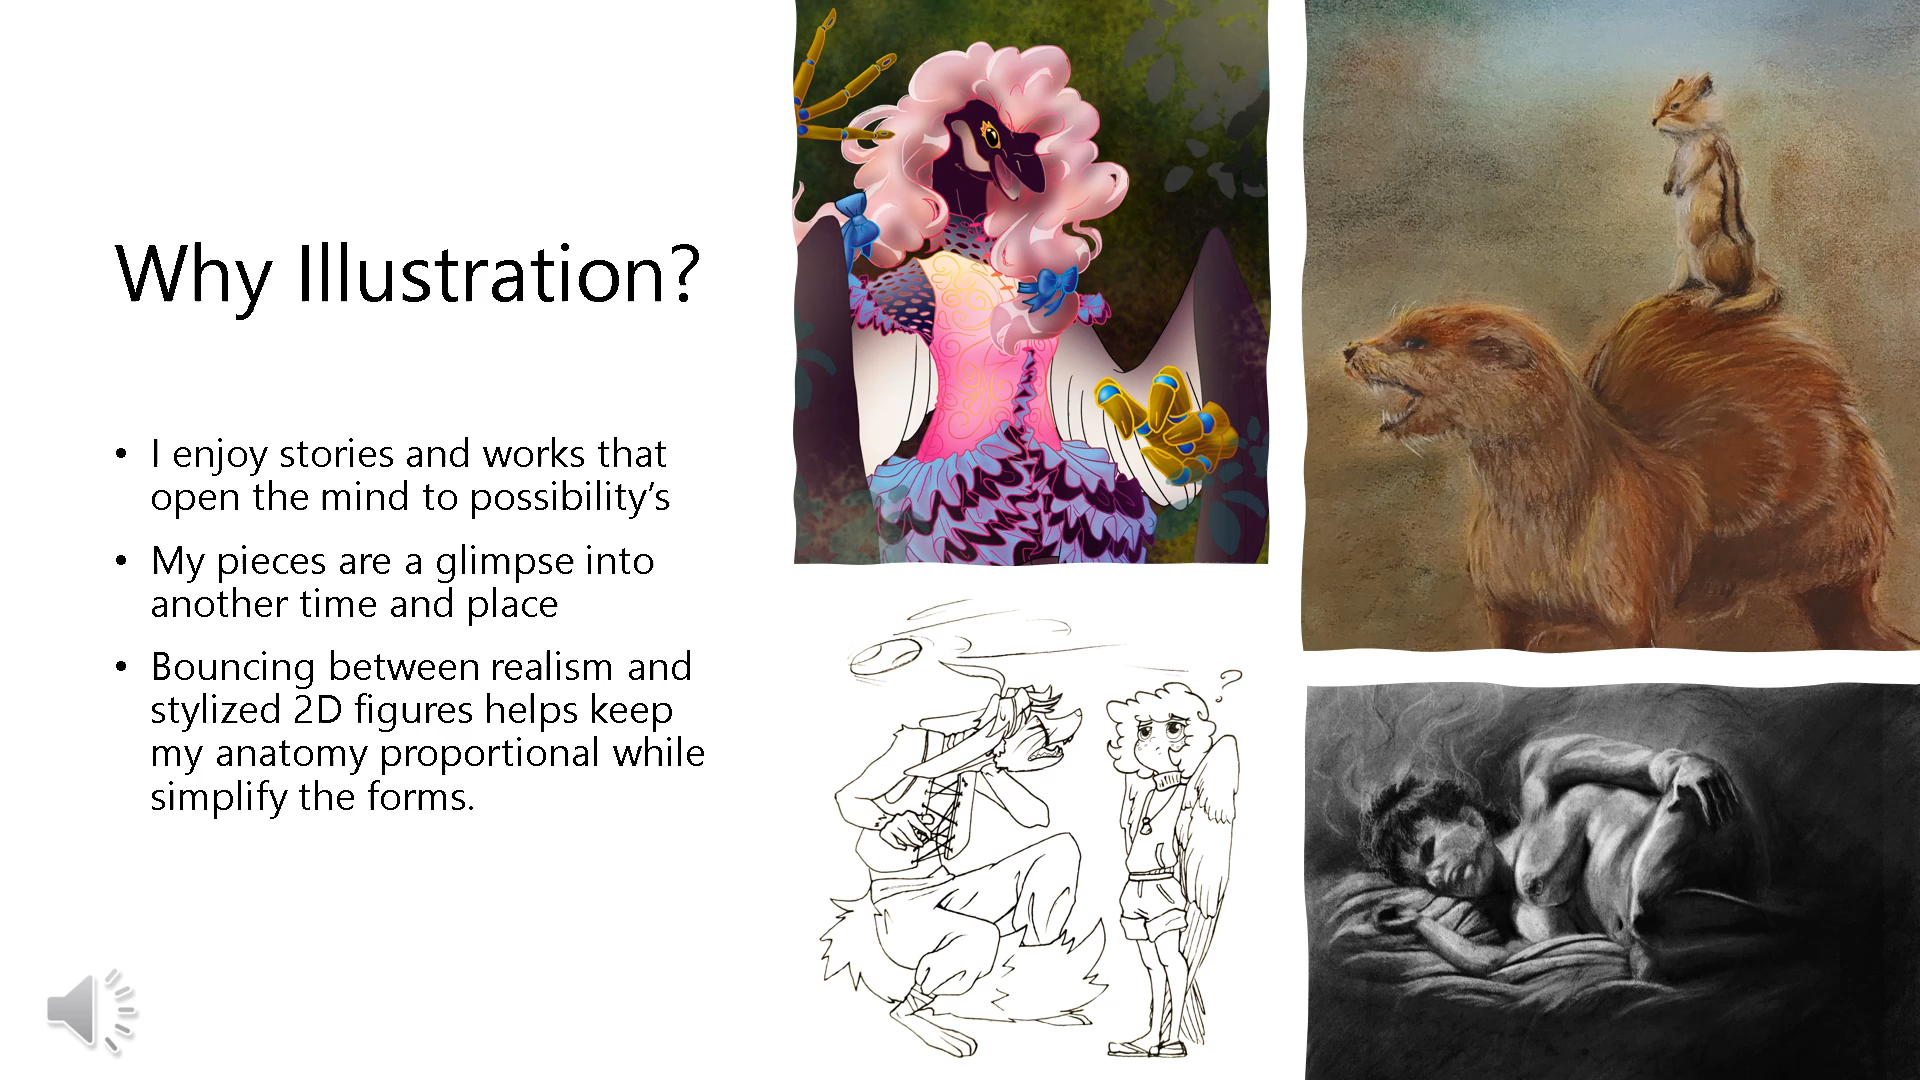 Why Illustration?
• I enjoy stories and works that
open the mind to possibility’s
• My pieces are a glimpse into
another time and place
• Bouncing between realism and
stylized 2D figures helps keep
my anatomy proportional while
simplify the forms.
?